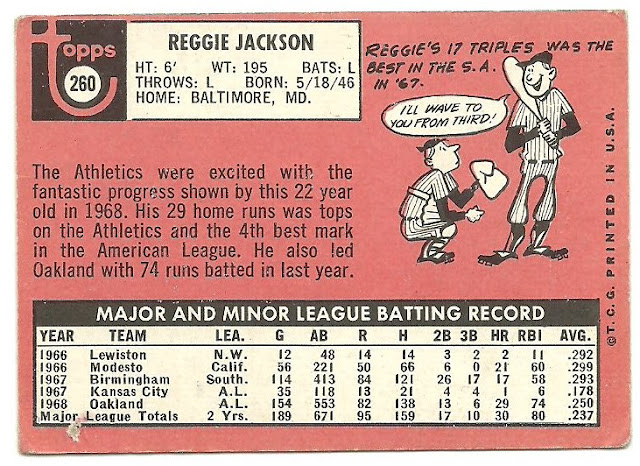 topps
260
REGGIE JACKSON
HT: 6' WT: 195 BATS: L
THROWS: L BORN: 5/18/46
HOME: BALTIMORE, MD.
REGGIE'S 17 TRIPLES WAS THE
BEST IN THE S.A.
IN '67.
I'LL WAVE TO
YOU FROM THIRD!
The Athletics were excited with the
fantastic progress shown by this 22 year
old in 1968. His 29 home runs was tops
on the Athletics and the 4th best mark
in the American League. He also led
Oakland with 74 runs batted in last year.
©T.C.G. PRINTED IN U.S.A.
MAJOR AND MINOR LEAGUE BATTING RECORD
YEAR TEAM LEA. G AB R H 2B 3B HR RBI AVG.
1966 Lewiston N.W. 12 48 14 14 3 2 2 11 .292
1966 Modesto Calif. 56 221 50 66 6 0 21 60 .299
1967 Birmingham South. 114 413 84 121 26 17 17 58 .293
1967 Kansas City A.L. 35 118 13 21 4 4 1 6 .178
1968 Oakland A.L. 154 553 82 138 13 6 29 74 .250
Major League Totals 2 Yrs. 189 671 95 159 17 10 30 80 .237